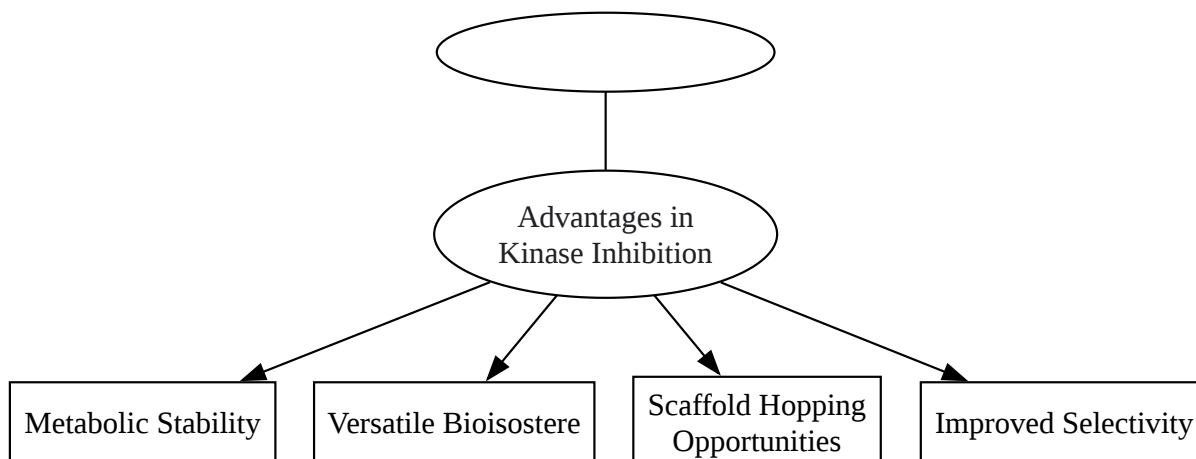 Advantages in
Kinase Inhibition
Metabolic Stability
Versatile Bioisostere
Scaffold Hopping
Opportunities
Improved Selectivity